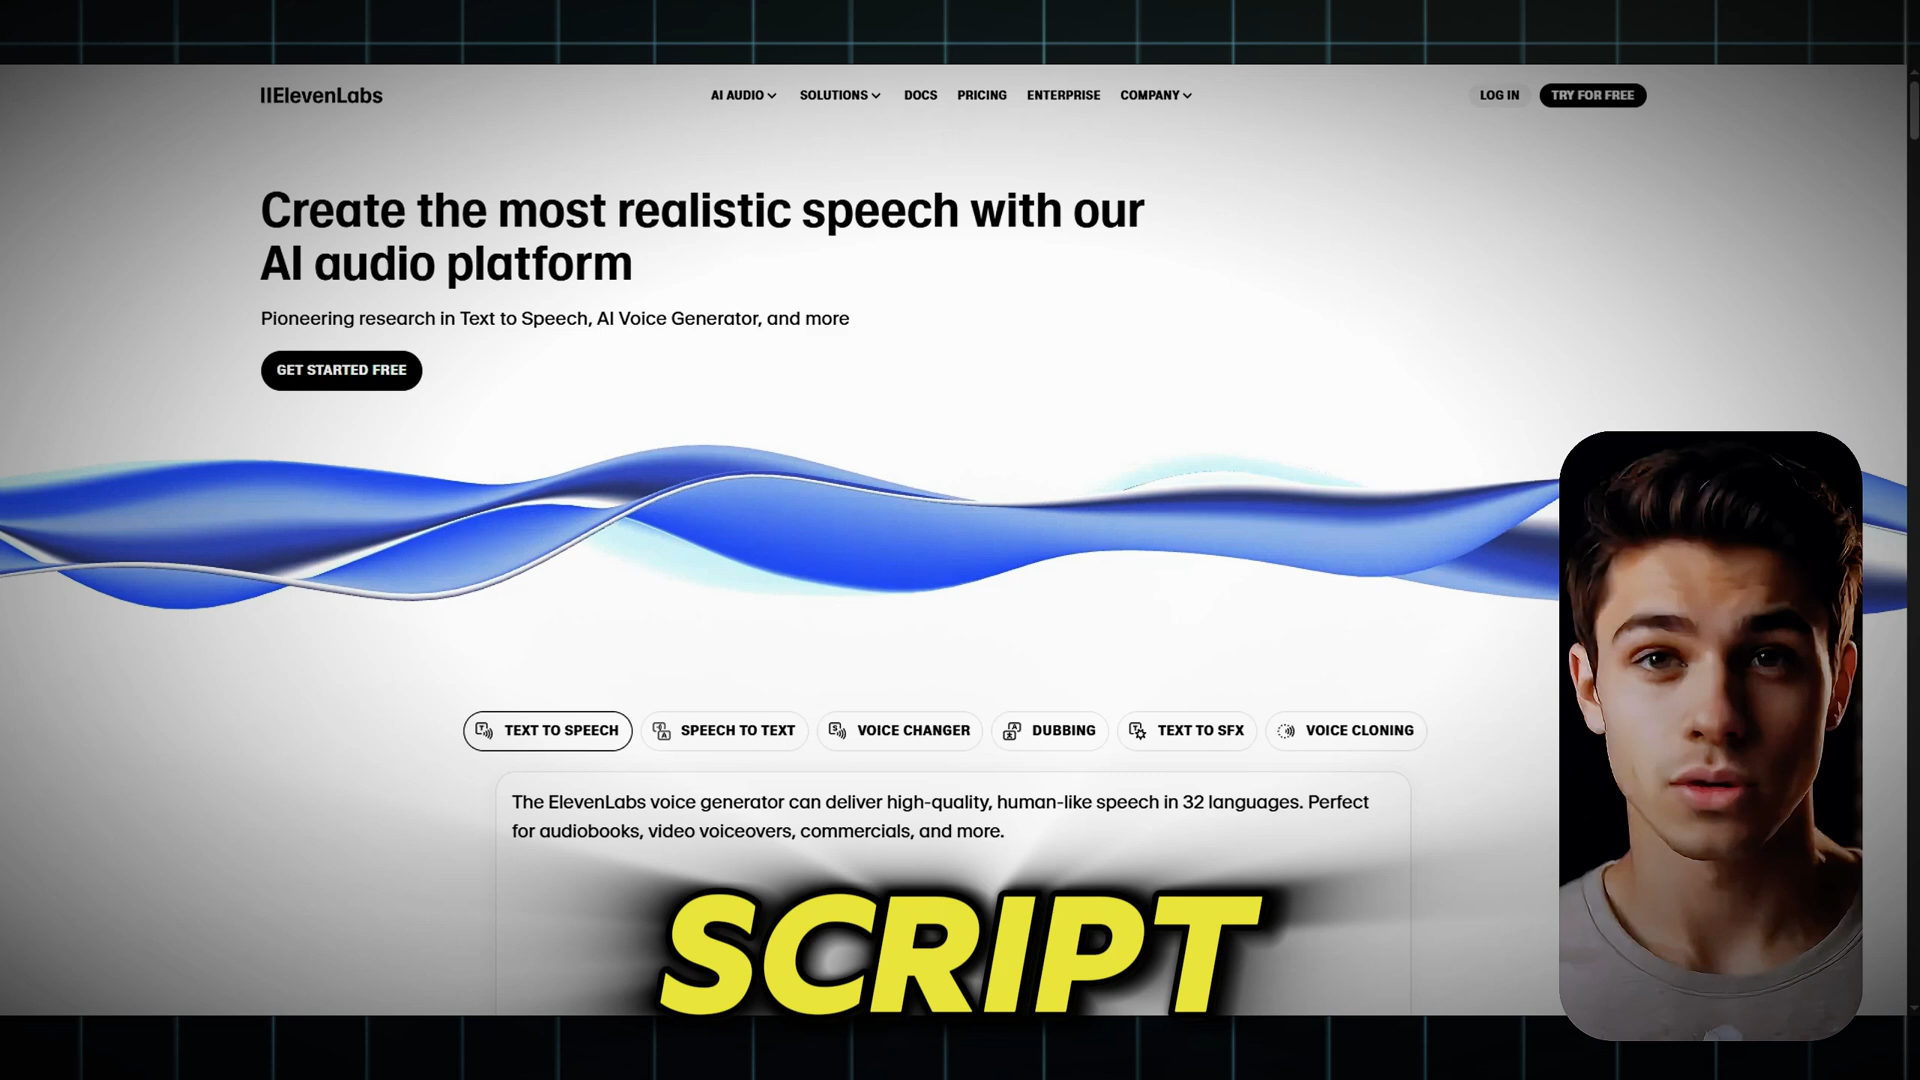 IIElevenLabs
AI AUDIO
SOLUTIONS
DOCS
PRICING
ENTERPRISE
COMPANY
LOG IN
TRY FOR FREE
Create the most realistic speech with our
AI audio platform
Pioneering research in Text to Speech, AI Voice Generator, and more
GET STARTED FREE
TEXT TO SPEECH
SPEECH TO TEXT
VOICE CHANGER
DUBBING
TEXT TO SFX
VOICE CLONING
The ElevenLabs voice generator can deliver high-quality, human-like speech in 32 languages. Perfect
for audiobooks, video voiceovers, commercials, and more.
SCRIPT